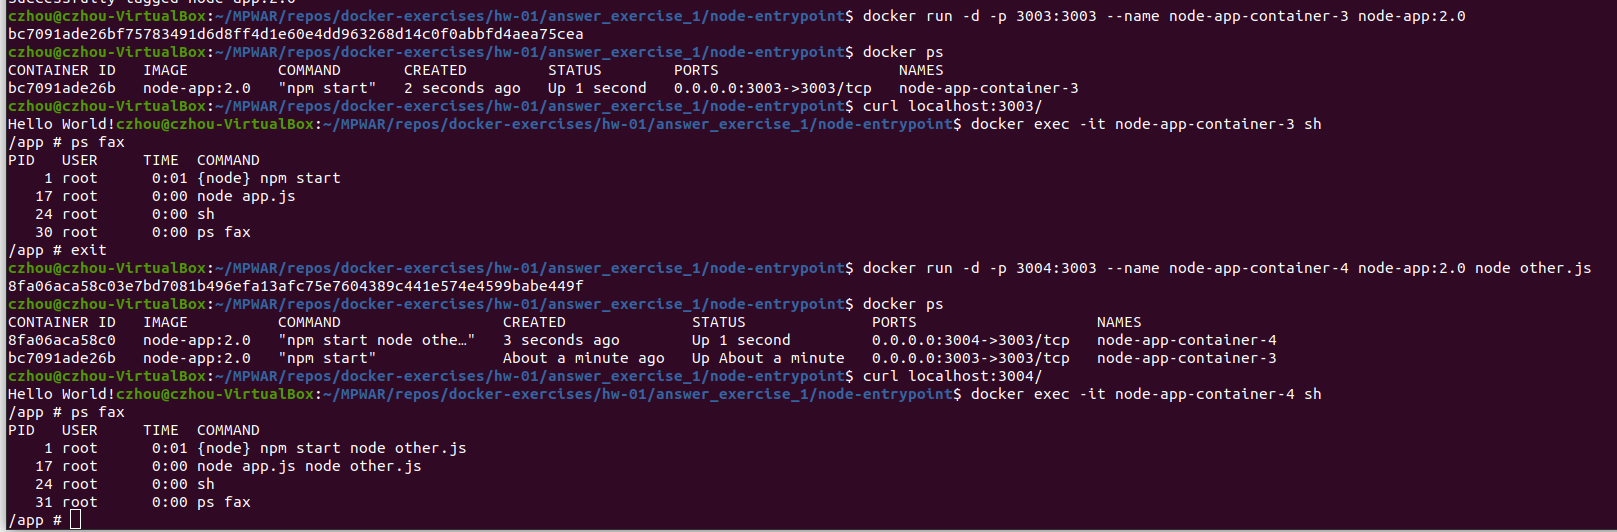 Successfully tagged node-app:2.0
czhou@czhou-VirtualBox:~/MPWAR/repos/docker-exercises/hw-01/answer_exercise_1/node-entrypoint$ docker run -d -p 3003:3003 --name node-app-container-3 node-app:2.0
bc7091ade26bf75783491d6d8ff4d1e60e4dd963268d14c0f0abbfd4aea75cea
czhou@czhou-VirtualBox:~/MPWAR/repos/docker-exercises/hw-01/answer_exercise_1/node-entrypoint$ docker ps
CONTAINER ID   IMAGE          COMMAND       CREATED         STATUS        PORTS                    NAMES
bc7091ade26b   node-app:2.0   "npm start"   2 seconds ago   Up 1 second   0.0.0.0:3003->3003/tcp   node-app-container-3
czhou@czhou-VirtualBox:~/MPWAR/repos/docker-exercises/hw-01/answer_exercise_1/node-entrypoint$ curl localhost:3003/
Hello World!czhou@czhou-VirtualBox:~/MPWAR/repos/docker-exercises/hw-01/answer_exercise_1/node-entrypoint$ docker exec -it node-app-container-3 sh
/app # ps fax
PID   USER     TIME  COMMAND
    1 root      0:01 {node} npm start
   17 root      0:00 node app.js
   24 root      0:00 sh
   30 root      0:00 ps fax
/app # exit
czhou@czhou-VirtualBox:~/MPWAR/repos/docker-exercises/hw-01/answer_exercise_1/node-entrypoint$ docker run -d -p 3004:3003 --name node-app-container-4 node-app:2.0 node other.js
8fa06aca58c03e7bd7081b496efa13afc75e7604389c441e574e4599babe449f
czhou@czhou-VirtualBox:~/MPWAR/repos/docker-exercises/hw-01/answer_exercise_1/node-entrypoint$ docker ps
CONTAINER ID   IMAGE          COMMAND                  CREATED              STATUS              PORTS                    NAMES
8fa06aca58c0   node-app:2.0   "npm start node othe…"   3 seconds ago        Up 1 second         0.0.0.0:3004->3003/tcp   node-app-container-4
bc7091ade26b   node-app:2.0   "npm start"              About a minute ago   Up About a minute   0.0.0.0:3003->3003/tcp   node-app-container-3
czhou@czhou-VirtualBox:~/MPWAR/repos/docker-exercises/hw-01/answer_exercise_1/node-entrypoint$ curl localhost:3004/
Hello World!czhou@czhou-VirtualBox:~/MPWAR/repos/docker-exercises/hw-01/answer_exercise_1/node-entrypoint$ docker exec -it node-app-container-4 sh
/app # ps fax
PID   USER     TIME  COMMAND
    1 root      0:01 {node} npm start node other.js
   17 root      0:00 node app.js node other.js
   24 root      0:00 sh
   31 root      0:00 ps fax
/app #